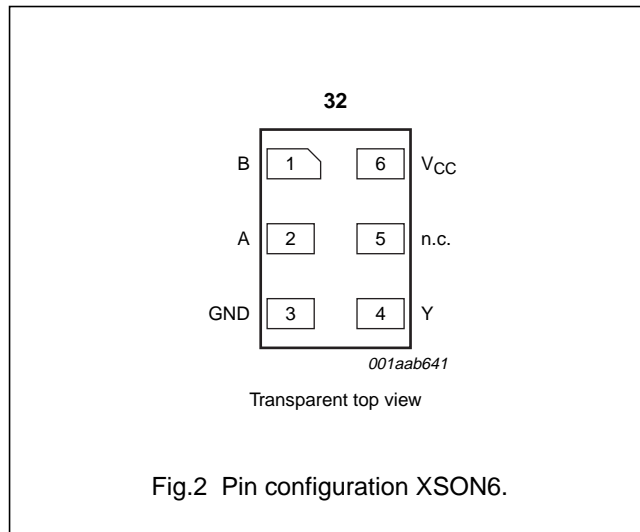 32
B 1 6 VCC
A 2 5 n.c.
GND 3 4 Y
001aab641
Transparent top view
Fig.2 Pin configuration XSON6.